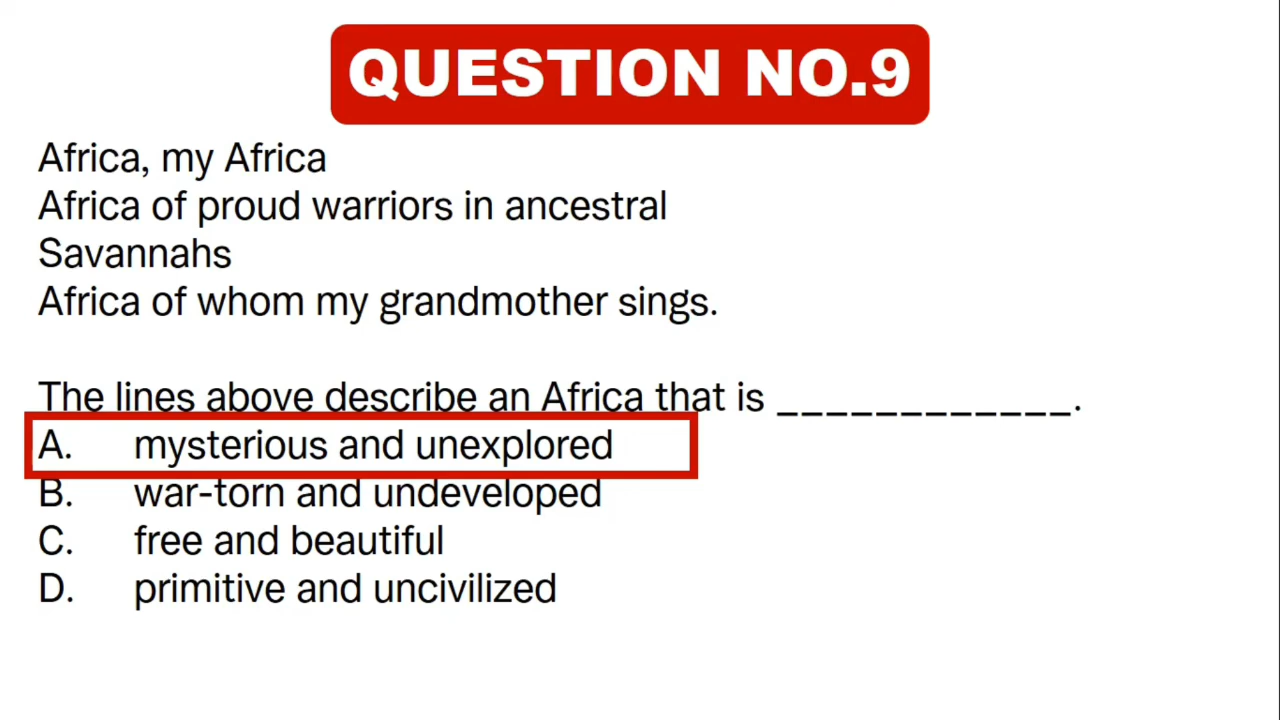 QUESTION NO.9
Africa, my Africa
Africa of proud warriors in ancestral
Savannahs
Africa of whom my grandmother sings.
The lines above describe an Africa that is ____________.
A. mysterious and unexplored
B. war-torn and undeveloped
C. free and beautiful
D. primitive and uncivilized